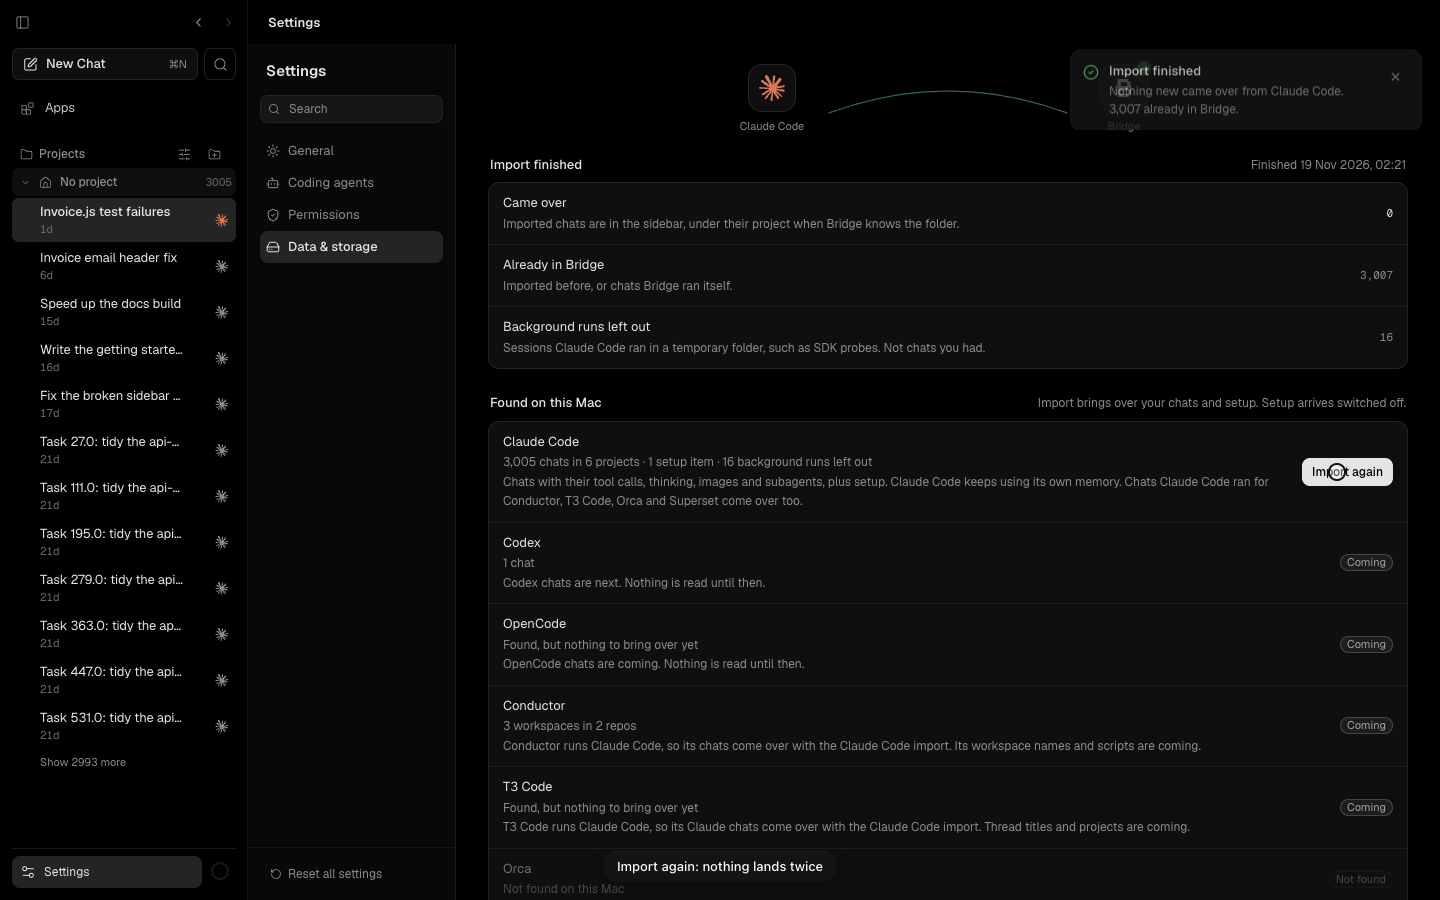 Settings
New Chat ⌘N
Apps
Projects
No project 3005
Invoice.js test failures
1d
Invoice email header fix
6d
Speed up the docs build
15d
Write the getting starte…
16d
Fix the broken sidebar …
17d
Task 27.0: tidy the api-…
21d
Task 111.0: tidy the api-…
21d
Task 195.0: tidy the api…
21d
Task 279.0: tidy the api…
21d
Task 363.0: tidy the ap…
21d
Task 447.0: tidy the api…
21d
Task 531.0: tidy the api…
21d
Show 2993 more
Settings
Settings
Search
General
Coding agents
Permissions
Data & storage
Reset all settings
Claude Code
Bridge
Import finished
Nothing new came over from Claude Code.
3,007 already in Bridge.
Import finished Finished 19 Nov 2026, 02:21
Came over
Imported chats are in the sidebar, under their project when Bridge knows the folder.
0
Already in Bridge
Imported before, or chats Bridge ran itself.
3,007
Background runs left out
Sessions Claude Code ran in a temporary folder, such as SDK probes. Not chats you had.
16
Found on this Mac Import brings over your chats and setup. Setup arrives switched off.
Claude Code
3,005 chats in 6 projects · 1 setup item · 16 background runs left out
Chats with their tool calls, thinking, images and subagents, plus setup. Claude Code keeps using its own memory. Chats Claude Code ran for
Conductor, T3 Code, Orca and Superset come over too.
Import again
Codex
1 chat
Codex chats are next. Nothing is read until then.
Coming
OpenCode
Found, but nothing to bring over yet
OpenCode chats are coming. Nothing is read until then.
Coming
Conductor
3 workspaces in 2 repos
Conductor runs Claude Code, so its chats come over with the Claude Code import. Its workspace names and scripts are coming.
Coming
T3 Code
Found, but nothing to bring over yet
T3 Code runs Claude Code, so its Claude chats come over with the Claude Code import. Thread titles and projects are coming.
Coming
Orca
Not found on this Mac
Not found
Import again: nothing lands twice